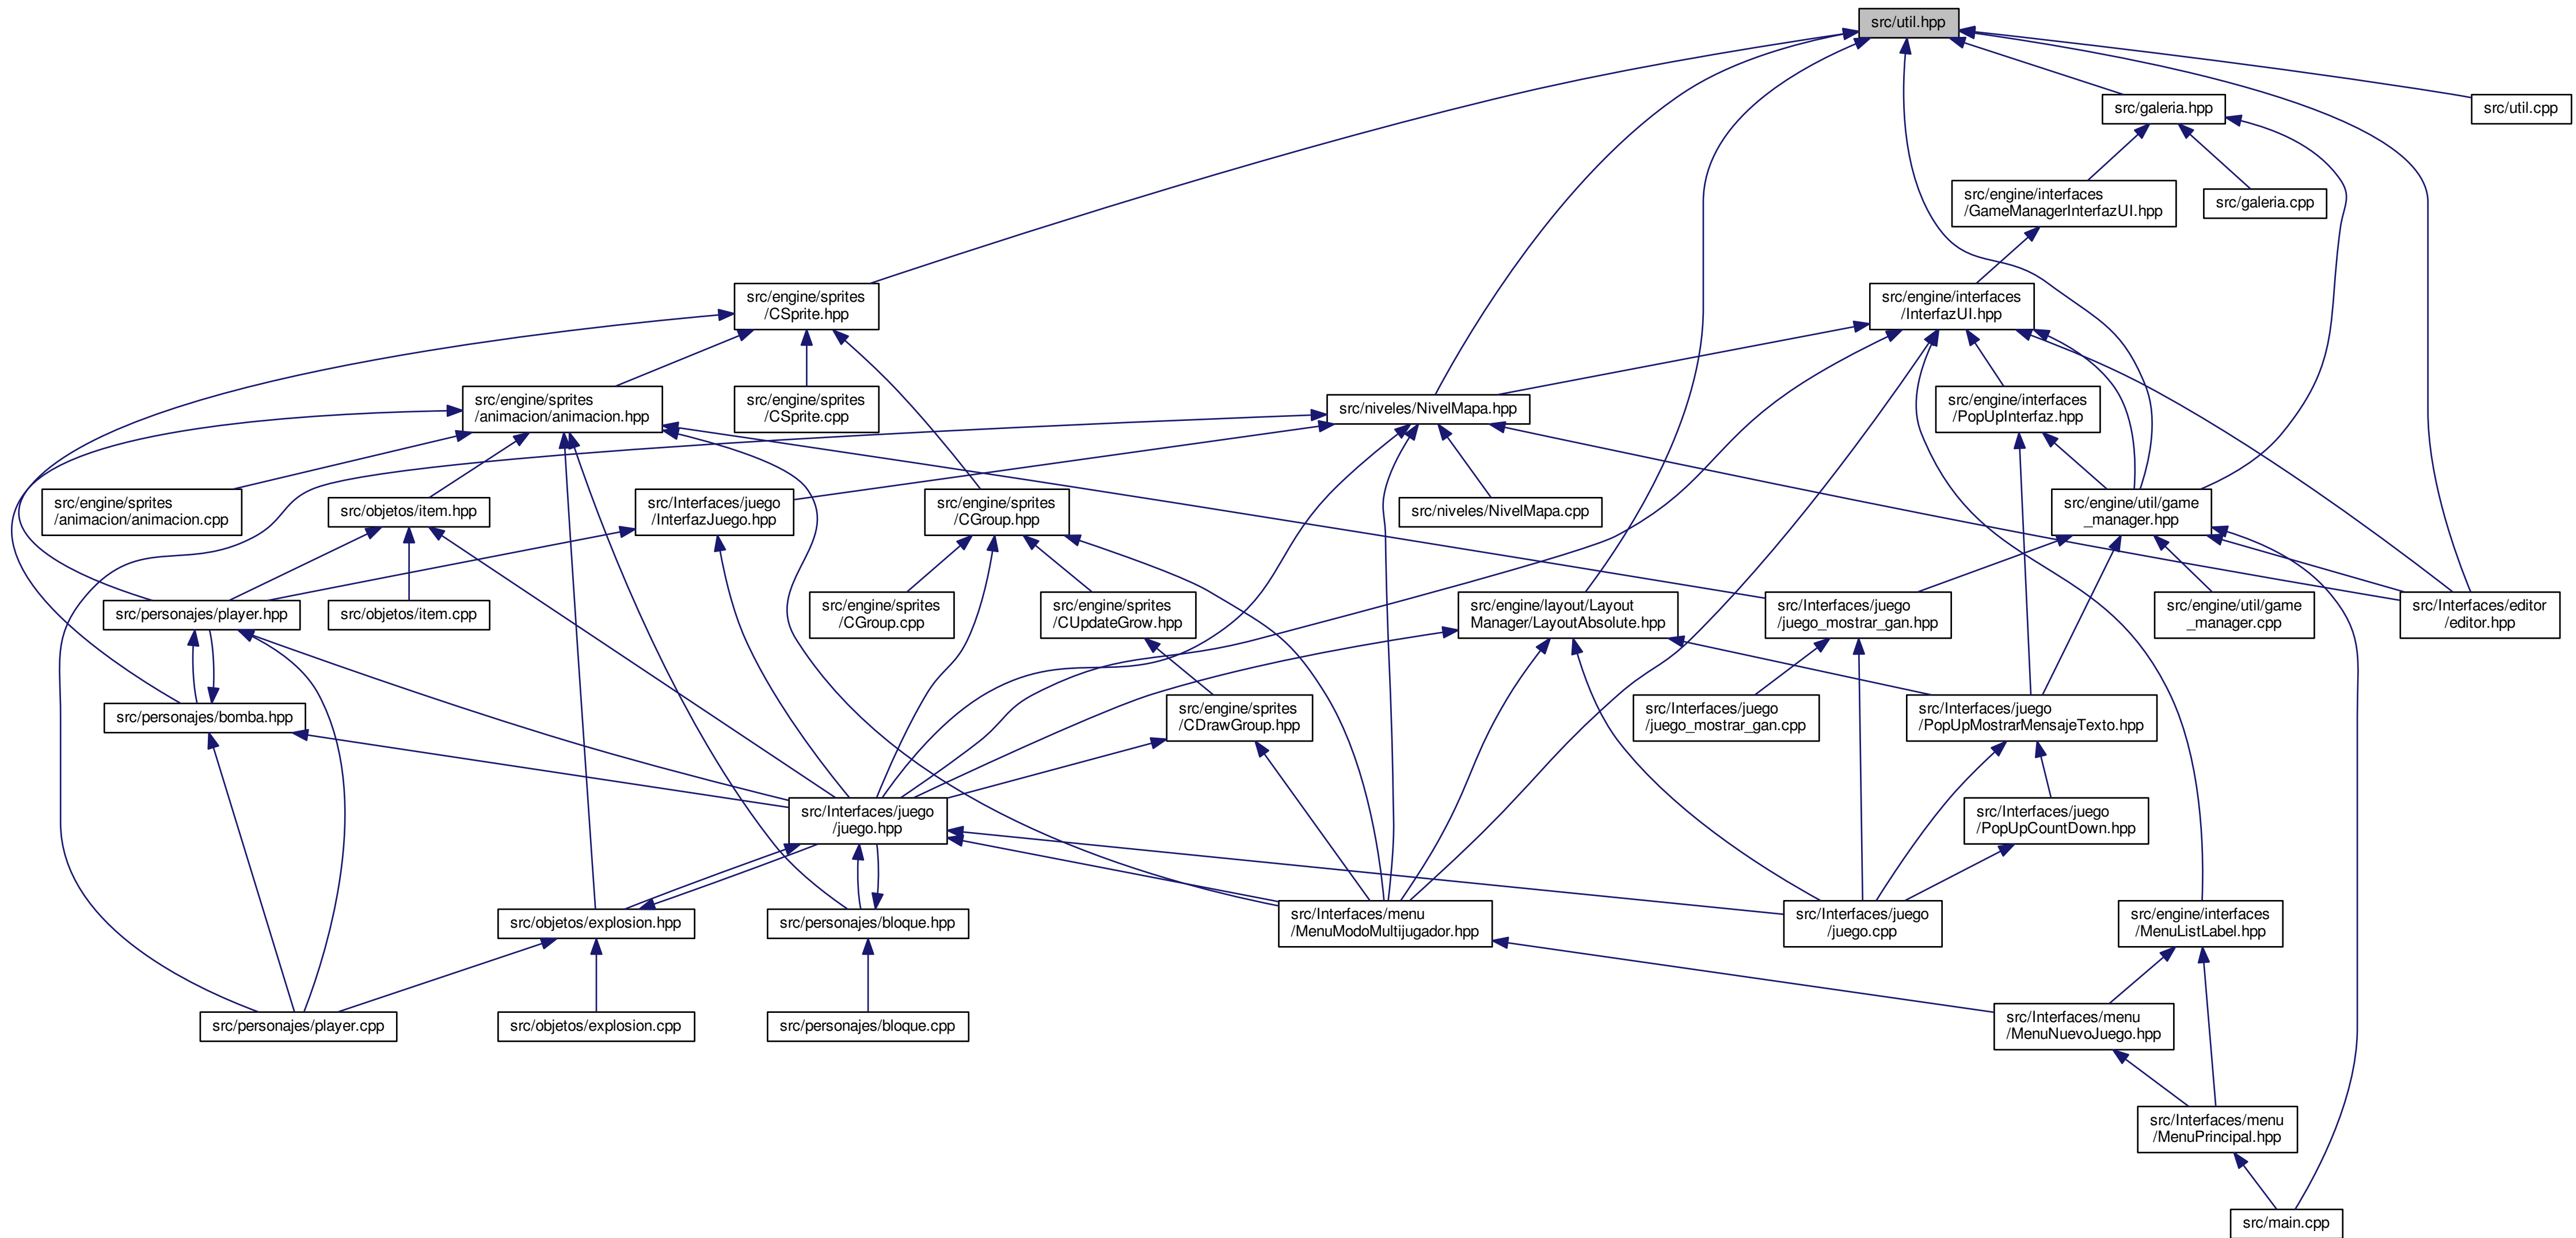 src/util.hpp
src/galeria.hpp
src/util.cpp
src/engine/interfaces
/GameManagerInterfazUI.hpp
src/galeria.cpp
src/engine/sprites
/CSprite.hpp
src/engine/interfaces
/InterfazUI.hpp
src/engine/sprites
/animacion/animacion.hpp
src/engine/sprites
/CSprite.cpp
src/niveles/NivelMapa.hpp
src/engine/interfaces
/PopUpInterfaz.hpp
src/engine/sprites
/animacion/animacion.cpp
src/objetos/item.hpp
src/Interfaces/juego
/InterfazJuego.hpp
src/engine/sprites
/CGroup.hpp
src/niveles/NivelMapa.cpp
src/engine/util/game
_manager.hpp
src/personajes/player.hpp
src/objetos/item.cpp
src/engine/sprites
/CGroup.cpp
src/engine/sprites
/CUpdateGrow.hpp
src/engine/layout/Layout
Manager/LayoutAbsolute.hpp
src/Interfaces/juego
/juego_mostrar_gan.hpp
src/engine/util/game
_manager.cpp
src/Interfaces/editor
/editor.hpp
src/personajes/bomba.hpp
src/engine/sprites
/CDrawGroup.hpp
src/Interfaces/juego
/juego_mostrar_gan.cpp
src/Interfaces/juego
/PopUpMostrarMensajeTexto.hpp
src/Interfaces/juego
/juego.hpp
src/Interfaces/juego
/PopUpCountDown.hpp
src/objetos/explosion.hpp
src/personajes/bloque.hpp
src/Interfaces/menu
/MenuModoMultijugador.hpp
src/Interfaces/juego
/juego.cpp
src/engine/interfaces
/MenuListLabel.hpp
src/personajes/player.cpp
src/objetos/explosion.cpp
src/personajes/bloque.cpp
src/Interfaces/menu
/MenuNuevoJuego.hpp
src/Interfaces/menu
/MenuPrincipal.hpp
src/main.cpp